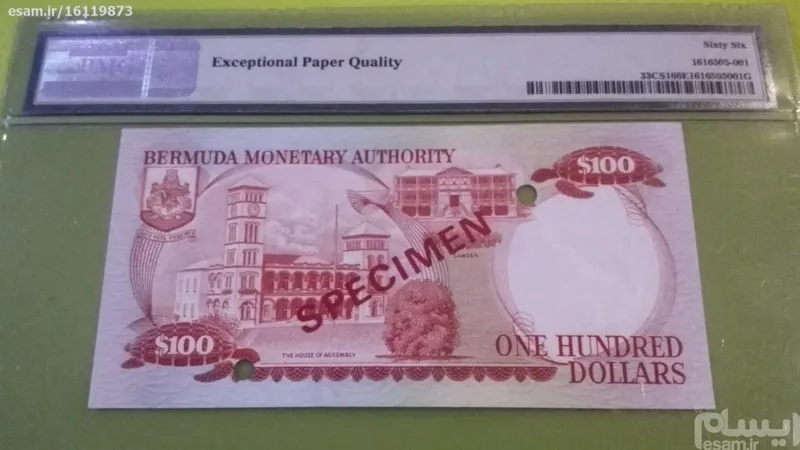 esam.ir/16119873
Exceptional Paper Quality
Sixty Six
1616505-001
33CS166E1616505001G
BERMUDA MONETARY AUTHORITY
$100
CAMDEN
SPECIMEN
$100
THE HOUSE OF ASSEMBLY
ONE HUNDRED
DOLLARS
ایسام
esam.ir